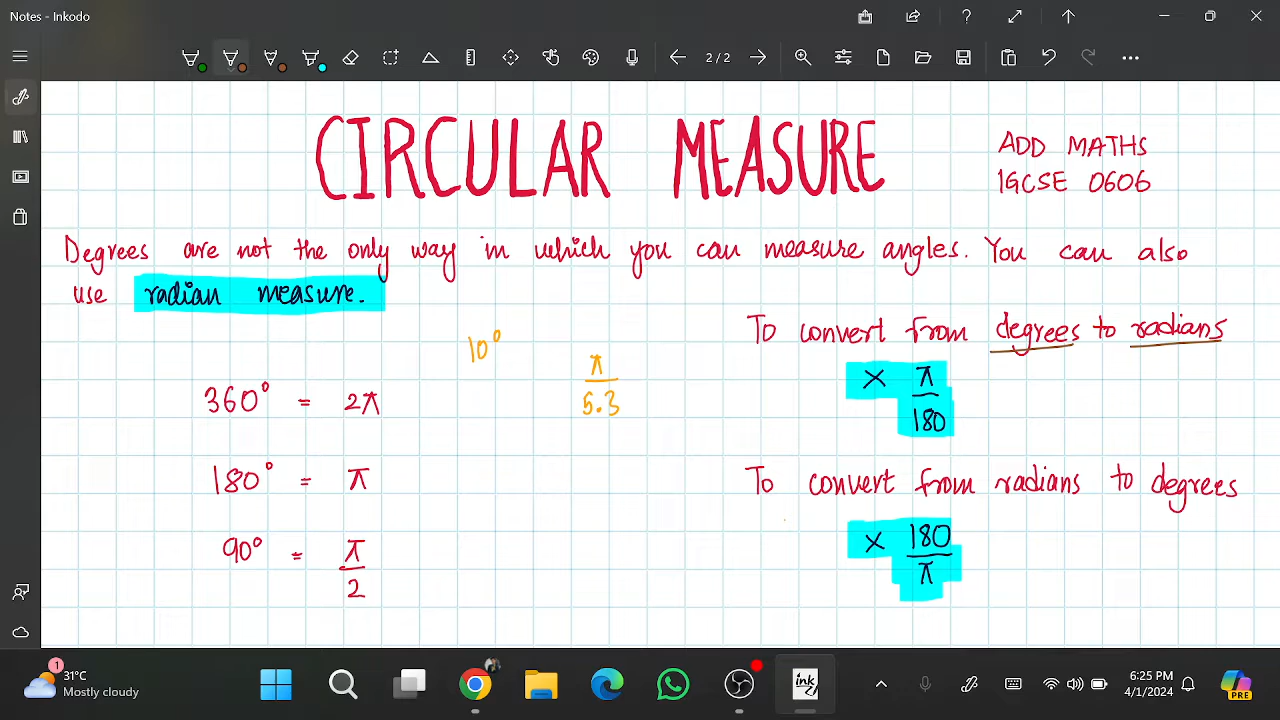 Notes - Inkodo
2/2
CIRCULAR MEASURE
ADD MATHS
IGCSE 0606
Degrees are not the only way in which you can measure angles. You can also
use radian measure.
To convert from degrees to radians
× π
180
10°
π
5.3
360° = 2π
180° = π
90° = π
2
To convert from radians to degrees
× 180
π
1
31°C
Mostly cloudy
ink
6:25 PM
4/1/2024
PRE